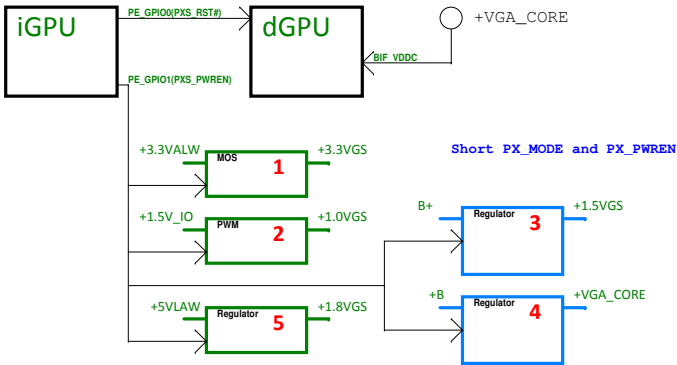 iGPU
PE_GPIO0(PXS_RST#)
dGPU
+VGA_CORE
BIF_VDDC
PE_GPIO1(PXS_PWREN)
Short PX_MODE and PX_PWREN
+3.3VALW
MOS
1
+3.3VGS
+1.5V_IO
PWM
2
+1.0VGS
B+
Regulator
3
+1.5VGS
+B
Regulator
4
+VGA_CORE
+5VLAW
Regulator
5
+1.8VGS